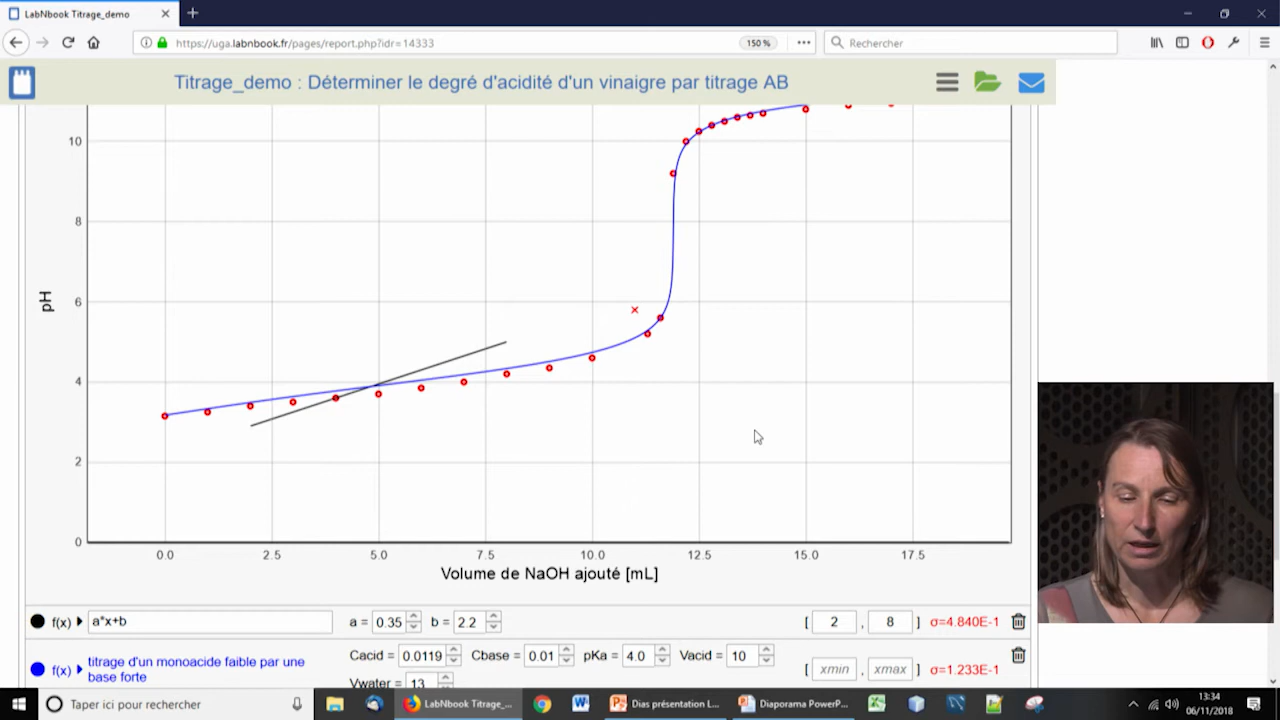 LabNbook Titrage_demo
https://uga.labnbook.fr/pages/report.php?idr=14333
150 %
Rechercher
Titrage_demo : Déterminer le degré d'acidité d'un vinaigre par titrage AB
10
8
6
4
2
0
pH
0.0 2.5 5.0 7.5 10.0 12.5 15.0 17.5
Volume de NaOH ajouté [mL]
f(x) a*x+b a = 0.35 b = 2.2 [ 2 , 8 ] σ=4.840E-1
f(x) titrage d'un monoacide faible par une base forte
Cacid = 0.0119 Cbase = 0.01 pKa = 4.0 Vacid = 10
Vwater = 13
[ xmin , xmax ] σ=1.233E-1
Taper ici pour rechercher
LabNbook Titrage_...
Dias présentation L...
Diaporama PowerP...
13:34
06/11/2018